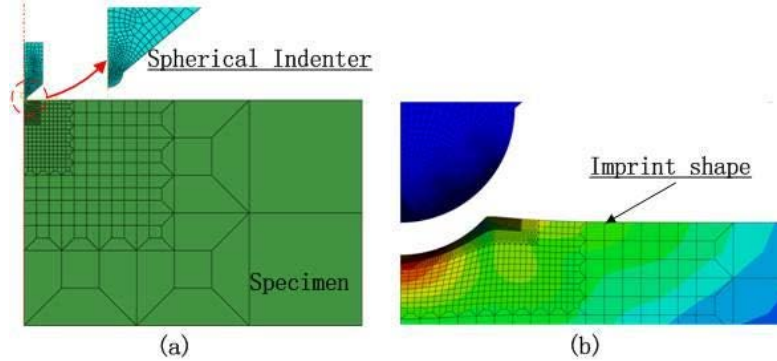 Spherical Indenter
Imprint shape
Specimen
(a)
(b)